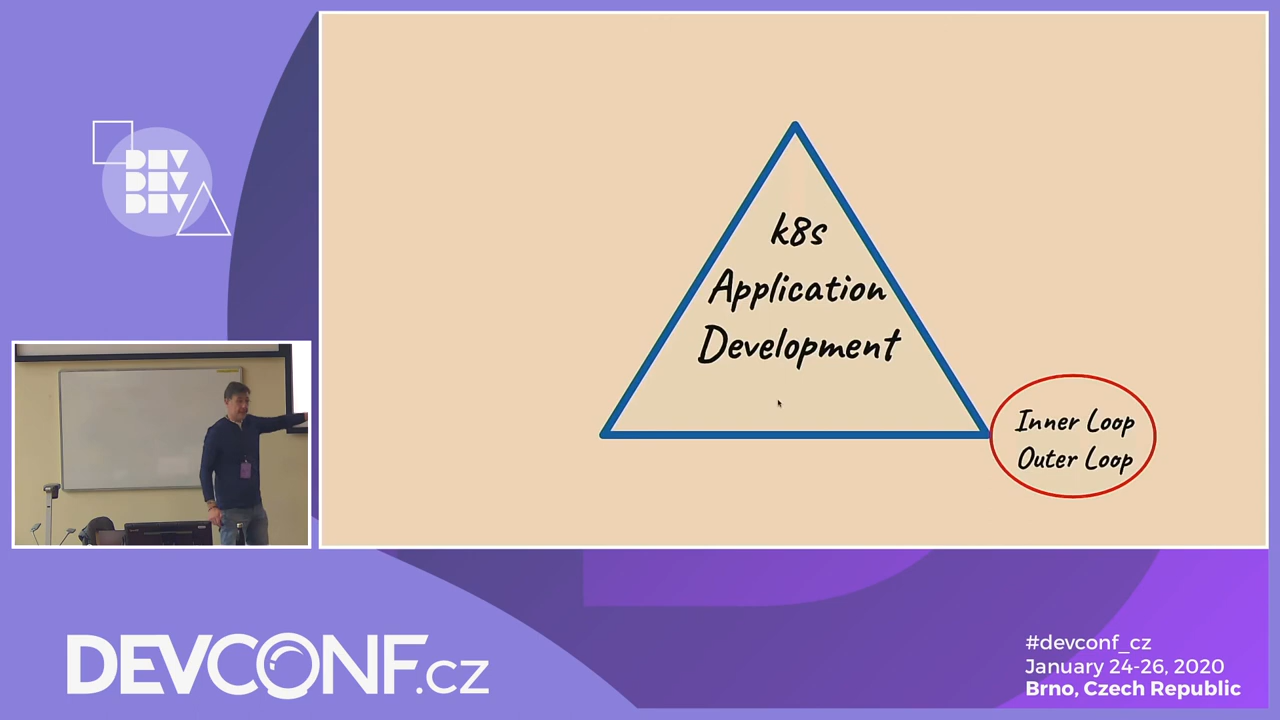 DEV
DEV
DEV
k8s
Application
Development
Inner Loop
Outer Loop
DEVCONF.cz
#devconf_cz
January 24-26, 2020
Brno, Czech Republic